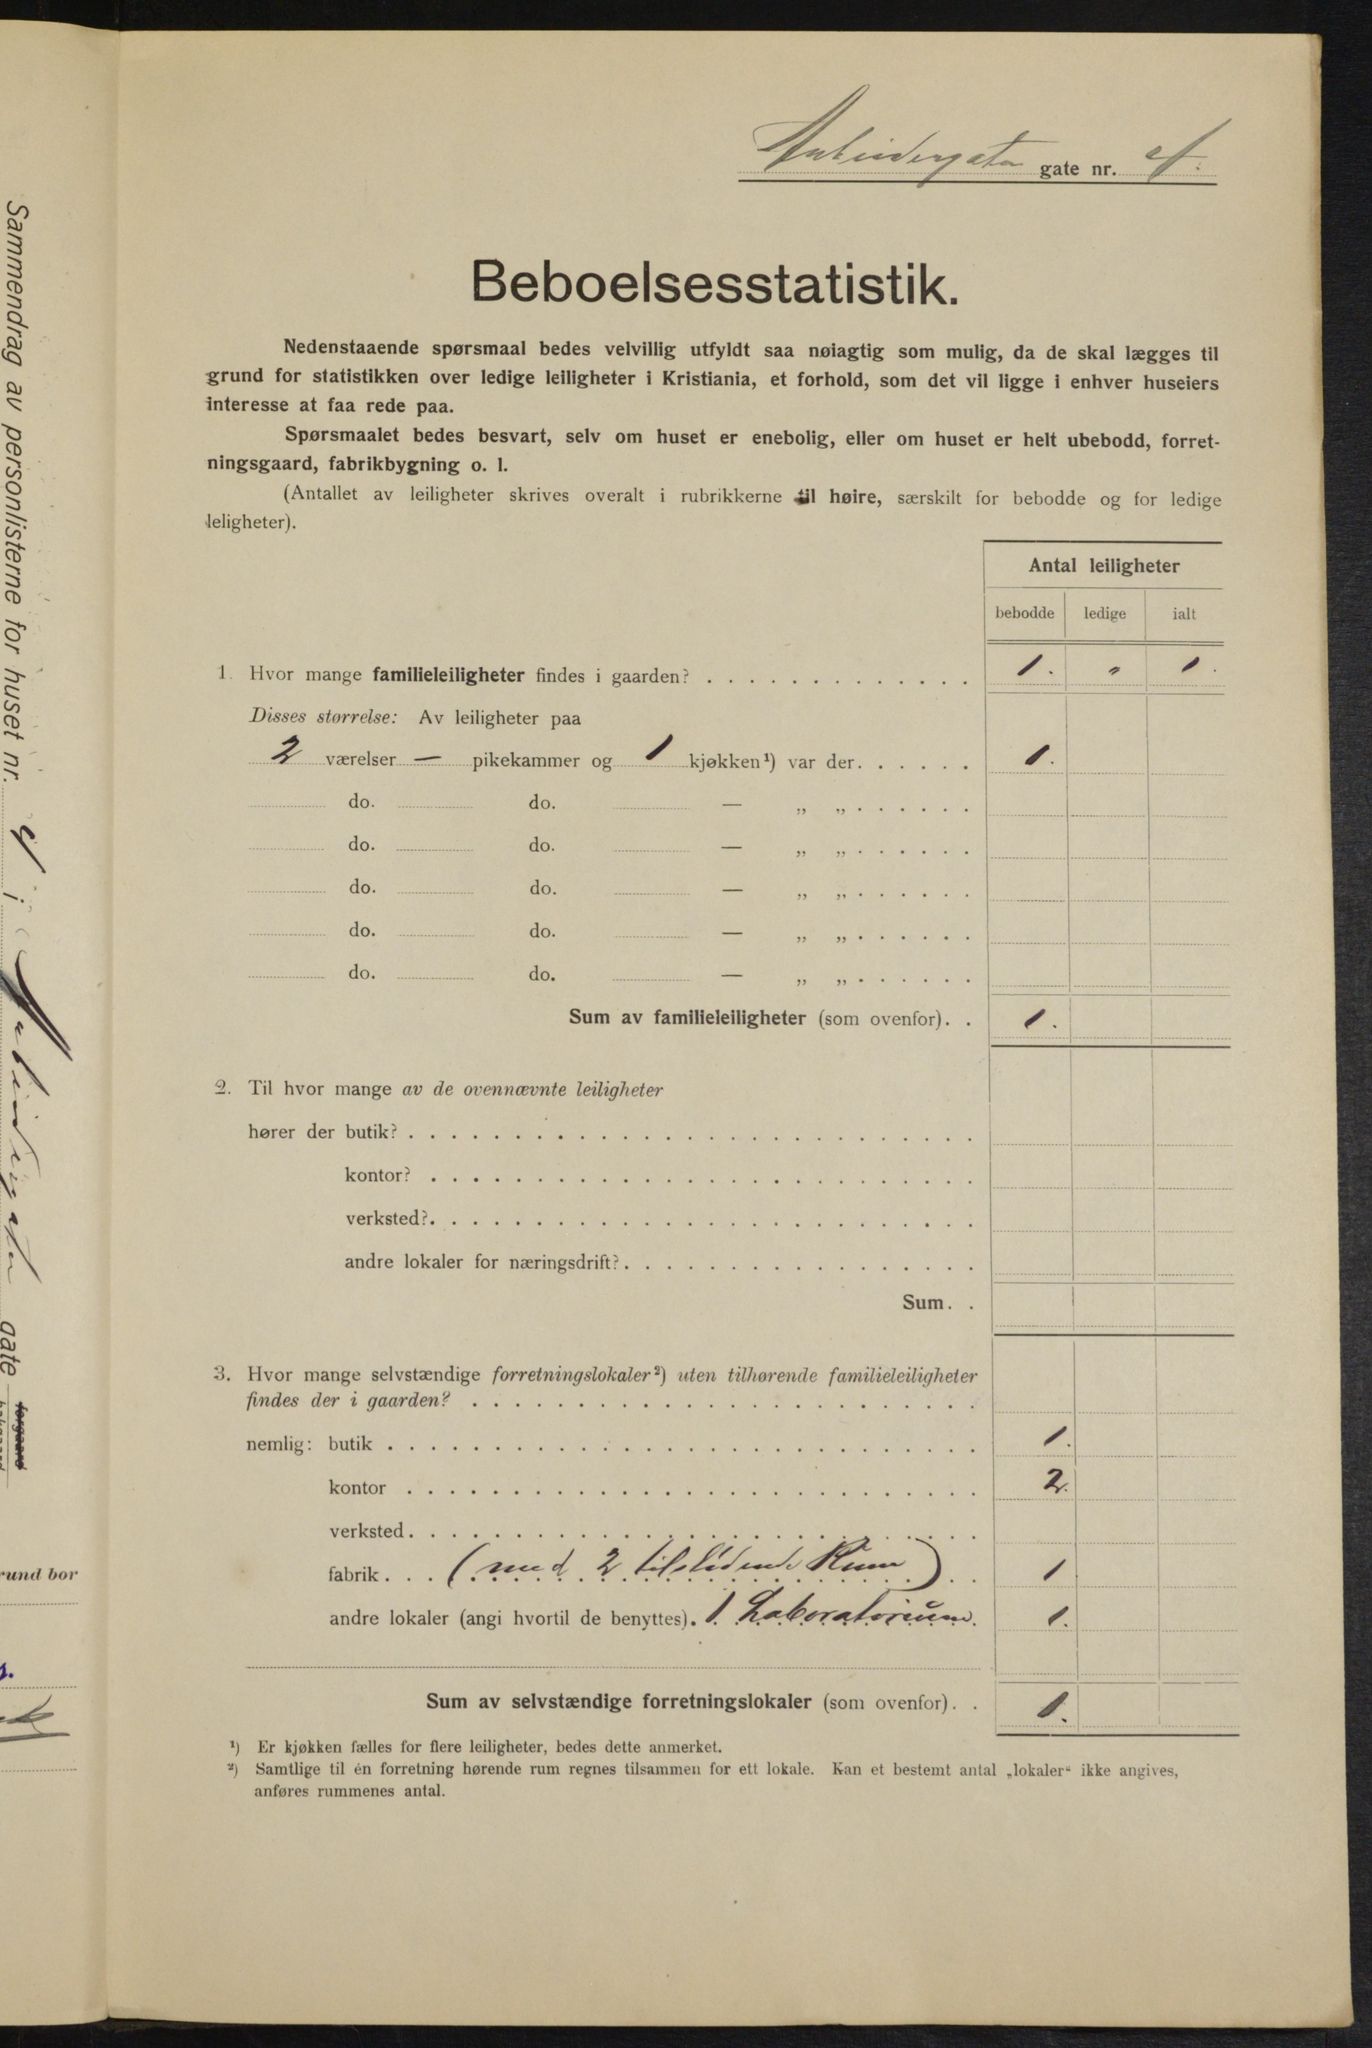 Arbeidergaten gate nr. 4.
Beboelsesstatistik.
Nedenstaaende spørsmaal bedes velvillig utfyldt saa nøiagtig som mulig, da de skal lægges til
grund for statistikken over ledige leiligheter i Kristiania, et forhold, som det vil ligge i enhver huseiers
interesse at faa rede paa.
Spørsmaalet bedes besvart, selv om huset er enebolig, eller om huset er helt ubebodd, forret-
ningsgaard, fabrikbygning o. l.
(Antallet av leiligheter skrives overalt i rubrikkerne til høire, særskilt for bebodde og for ledige
leligheter).
Antal leiligheter
bebodde ledige ialt
1. Hvor mange familieleiligheter findes i gaarden? . . . . . . . . . . . . . 1. " 1.
Disses størrelse: Av leiligheter paa
2 værelser — pikekammer og 1 kjøkken¹) var der. . . . . . 1.
do. do. — „ „ . . . . . .
do. do. — „ „ . . . . . .
do. do. — „ „ . . . . . .
do. do. — „ „ . . . . . .
do. do. — „ „ . . . . . .
Sum av familieleiligheter (som ovenfor). . 1.
2. Til hvor mange av de ovennævnte leiligheter
hører der butik? . . . . . . . . . . . . . . . . . . . . . . . . . . .
kontor? . . . . . . . . . . . . . . . . . . . . . . . . . .
verksted?. . . . . . . . . . . . . . . . . . . . . . . . . .
andre lokaler for næringsdrift?. . . . . . . . . . . . . . . . .
Sum. .
3. Hvor mange selvstændige forretningslokaler²) uten tilhørende familieleiligheter
findes der i gaarden? . . . . . . . . . . . . . . . . . . . . . . . .
nemlig: butik . . . . . . . . . . . . . . . . . . . . . . . . . . . . 1.
kontor . . . . . . . . . . . . . . . . . . . . . . . . . . . 2.
verksted. . . . . . . . . . . . . . . . . . . . . . . . . . .
fabrik. . . (med 2 tilstødende Rum) . . 1
andre lokaler (angi hvortil de benyttes). 1 Laboratorium. 1.
Sum av selvstændige forretningslokaler (som ovenfor). . 1.
¹) Er kjøkken fælles for flere leiligheter, bedes dette anmerket.
²) Samtlige til én forretning hørende rum regnes tilsammen for ett lokale. Kan et bestemt antal „lokaler“ ikke angives,
anføres rummenes antal.
Sammendrag av personlisterne for huset nr. 4 i Arbeidergaten gate forgaard
rund bor